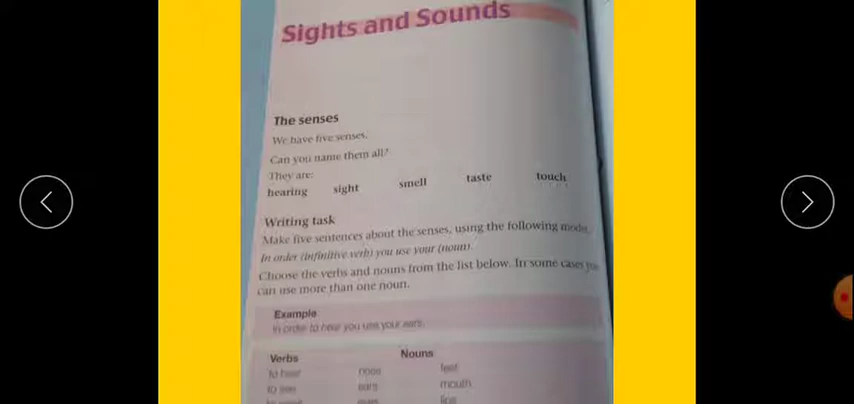 Sights and Sounds
The senses
We have five senses.
Can you name them all?
They are:
hearing sight smell taste touch
Writing task
Make five sentences about the senses, using the following model.
In order (infinitive verb) you use your (noun).
Choose the verbs and nouns from the list below. In some cases you
can use more than one noun.
Example
In order to hear you use your ears.
Verbs Nouns
to hear nose feet
to see ears mouth
eyes lips